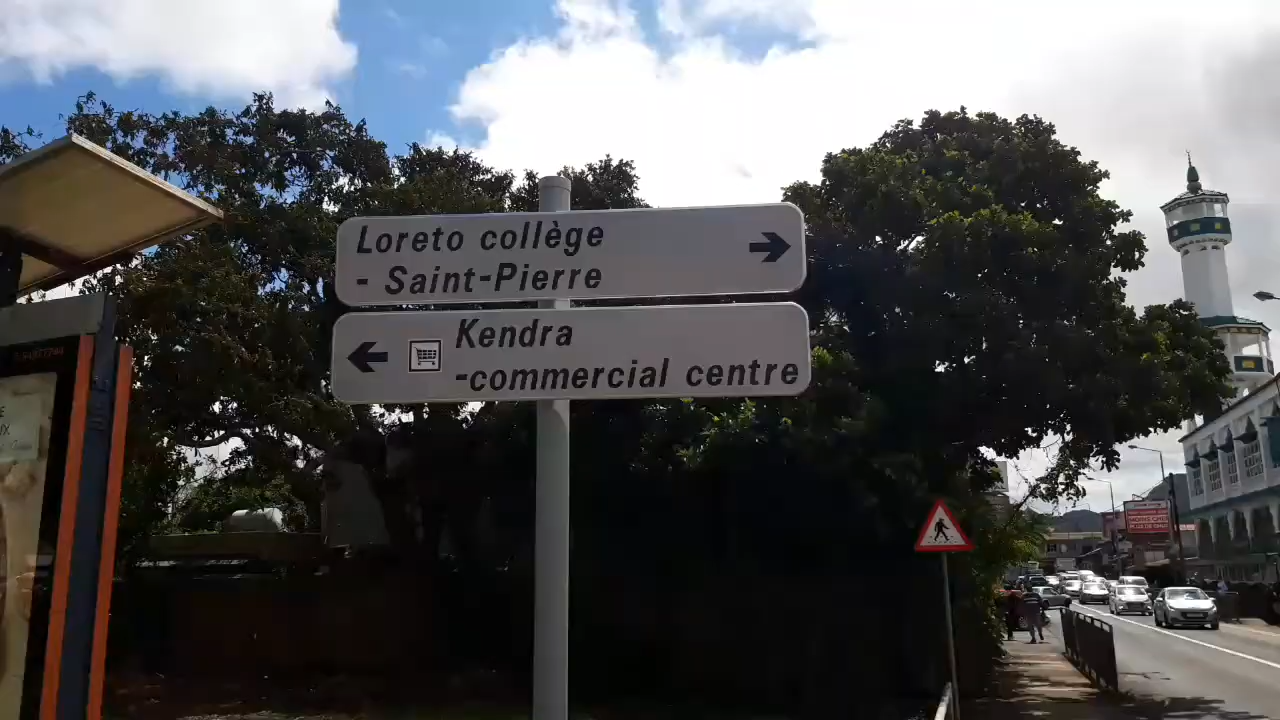 Loreto collège
- Saint-Pierre
Kendra
-commercial centre